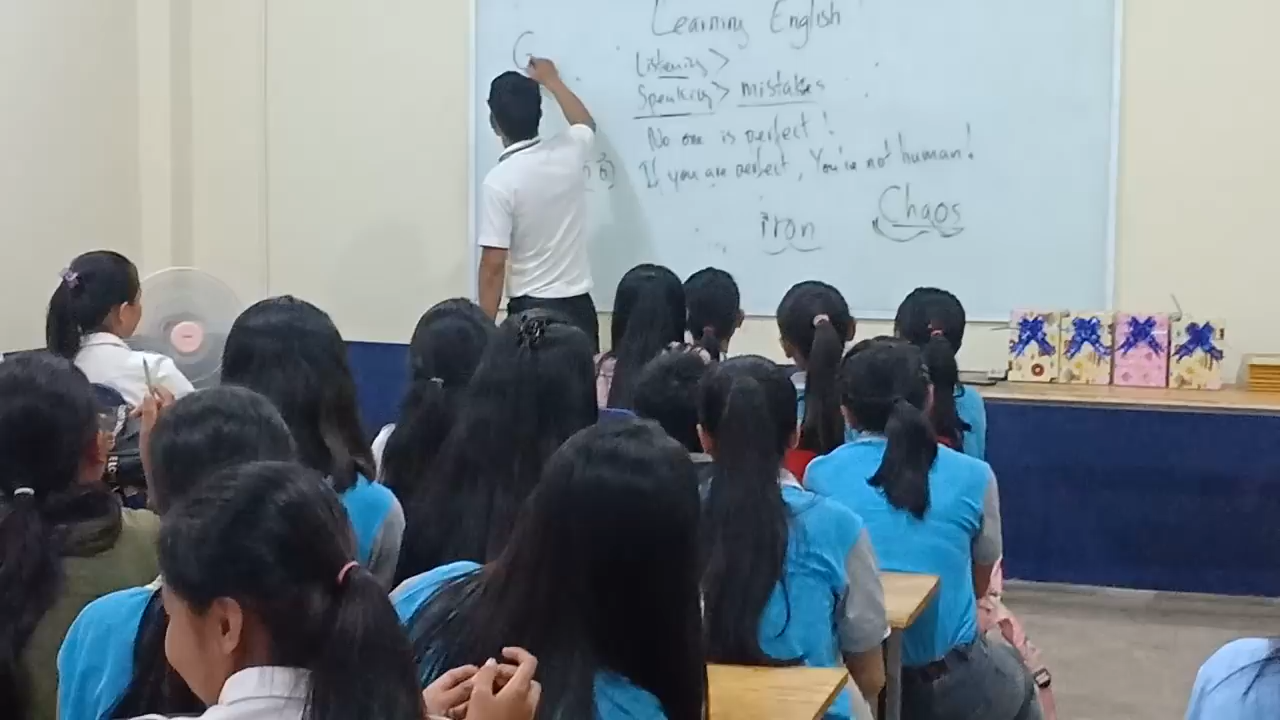 Learning English
G
Listening >
Speaking > mistakes
No one is perfect !
If you are perfect, You're not human!
iron
Chaos